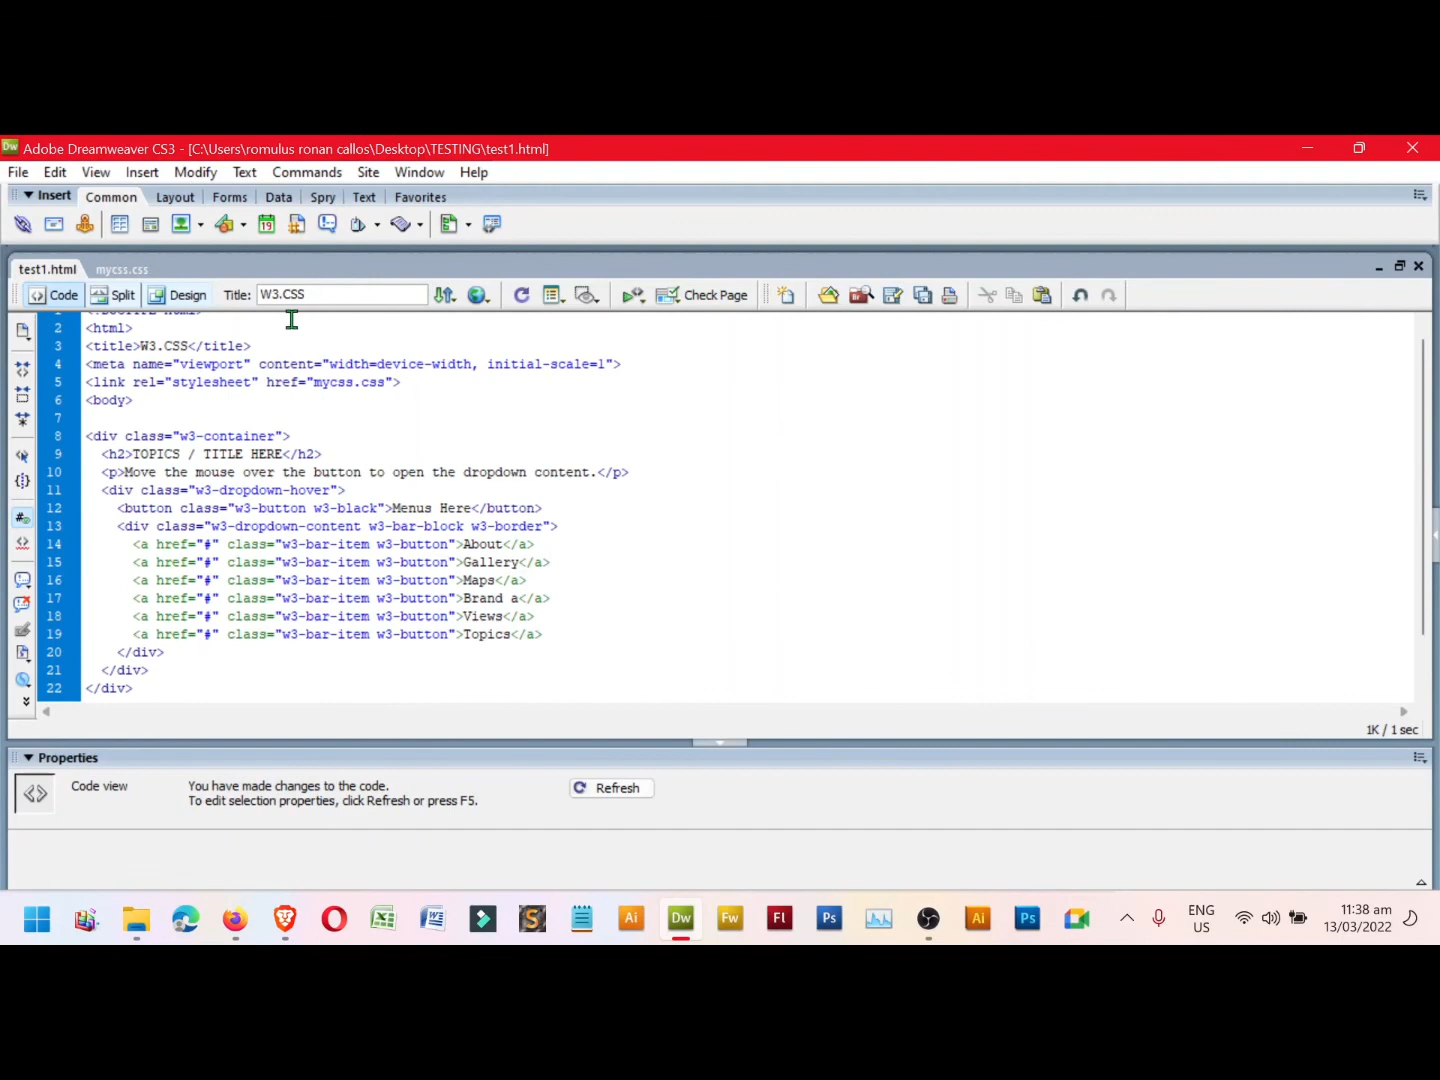 Adobe Dreamweaver CS3 - [C:\Users\romulus ronan callos\Desktop\TESTING\test1.html]
File Edit View Insert Modify Text Commands Site Window Help
Insert Common Layout Forms Data Spry Text Favorites
test1.html mycss.css
Code Split Design Title: W3.CSS Check Page
1 <!DOCTYPE html>
2 <html>
3 <title>W3.CSS</title>
4 <meta name="viewport" content="width=device-width, initial-scale=1">
5 <link rel="stylesheet" href="mycss.css">
6 <body>
7
8 <div class="w3-container">
9 <h2>TOPICS / TITLE HERE</h2>
10 <p>Move the mouse over the button to open the dropdown content.</p>
11 <div class="w3-dropdown-hover">
12 <button class="w3-button w3-black">Menus Here</button>
13 <div class="w3-dropdown-content w3-bar-block w3-border">
14 <a href="#" class="w3-bar-item w3-button">About</a>
15 <a href="#" class="w3-bar-item w3-button">Gallery</a>
16 <a href="#" class="w3-bar-item w3-button">Maps</a>
17 <a href="#" class="w3-bar-item w3-button">Brand a</a>
18 <a href="#" class="w3-bar-item w3-button">Views</a>
19 <a href="#" class="w3-bar-item w3-button">Topics</a>
20 </div>
21 </div>
22 </div>
1K / 1 sec
Properties
Code view You have made changes to the code. Refresh
To edit selection properties, click Refresh or press F5.
Ai Dw Fw Fl Ps Ai Ps ENG 11:38 am
US 13/03/2022